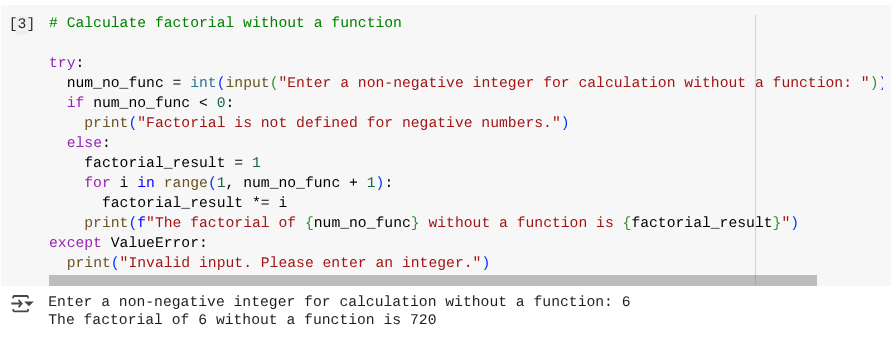 [3] # Calculate factorial without a function

try:
  num_no_func = int(input("Enter a non-negative integer for calculation without a function: "))
  if num_no_func < 0:
    print("Factorial is not defined for negative numbers.")
  else:
    factorial_result = 1
    for i in range(1, num_no_func + 1):
      factorial_result *= i
    print(f"The factorial of {num_no_func} without a function is {factorial_result}")
except ValueError:
  print("Invalid input. Please enter an integer.")
Enter a non-negative integer for calculation without a function: 6
The factorial of 6 without a function is 720